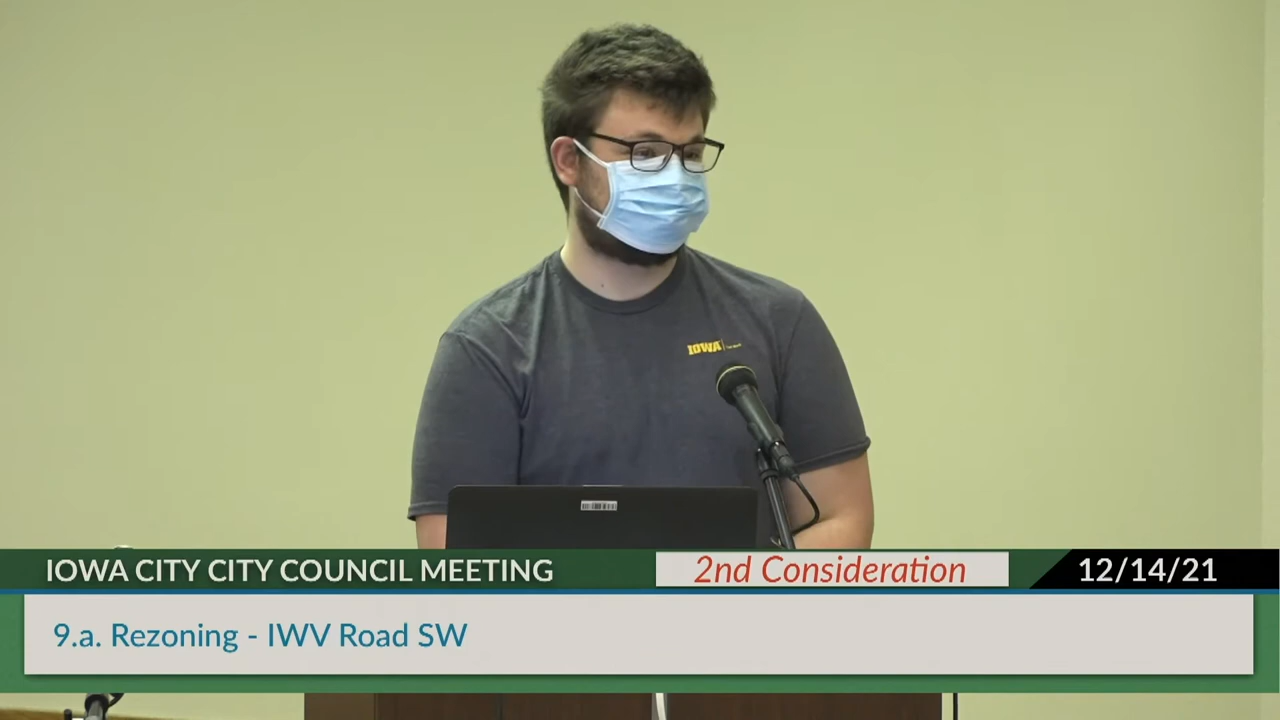 IOWA
IOWA CITY CITY COUNCIL MEETING
2nd Consideration
12/14/21
9.a. Rezoning - IWV Road SW